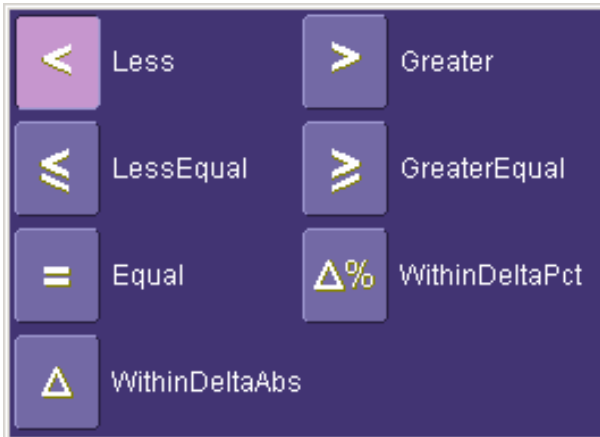 < Less > Greater
⩽ LessEqual ⩾ GreaterEqual
= Equal Δ% WithinDeltaPct
Δ WithinDeltaAbs